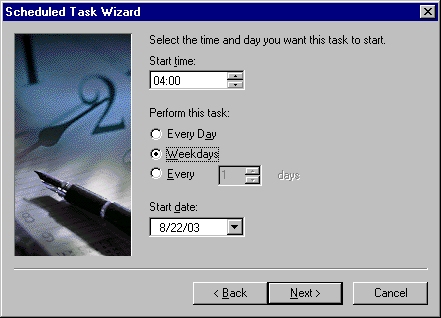 Scheduled Task Wizard
Select the time and day you want this task to start.
Start time:
04:00
Perform this task:
Every Day
Weekdays
Every 1 days
Start date:
8/22/03
< Back Next > Cancel